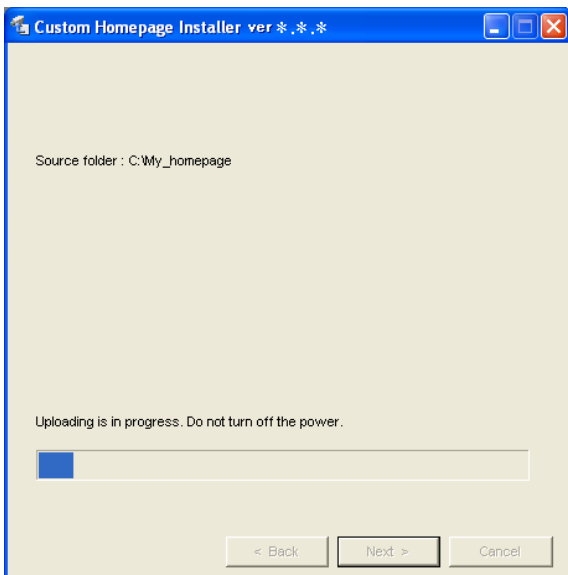 Custom Homepage Installer ver *.*.*
Source folder : C:\My_homepage
Uploading is in progress. Do not turn off the power.
< Back
Next >
Cancel